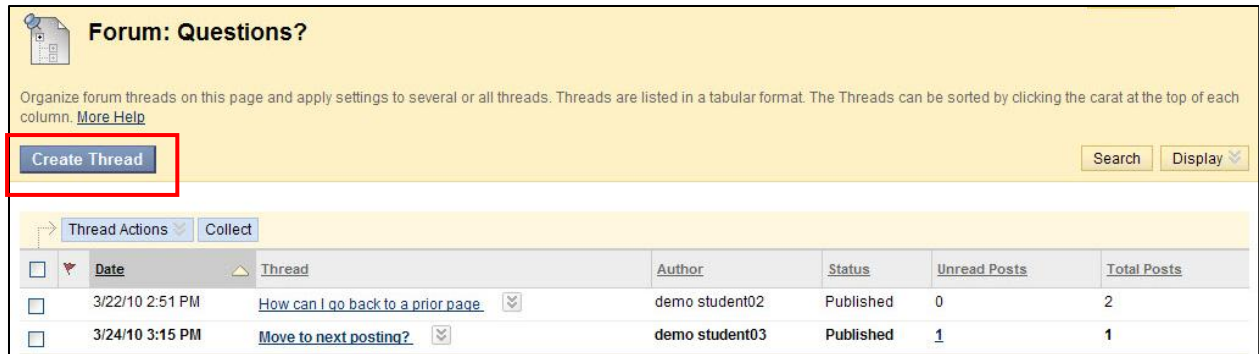 Forum: Questions?
Organize forum threads on this page and apply settings to several or all threads. Threads are listed in a tabular format. The Threads can be sorted by clicking the carat at the top of each
column. More Help
Create Thread Search Display
Thread Actions Collect
Date Thread Author Status Unread Posts Total Posts
3/22/10 2:51 PM How can I go back to a prior page demo student02 Published 0 2
3/24/10 3:15 PM Move to next posting? demo student03 Published 1 1